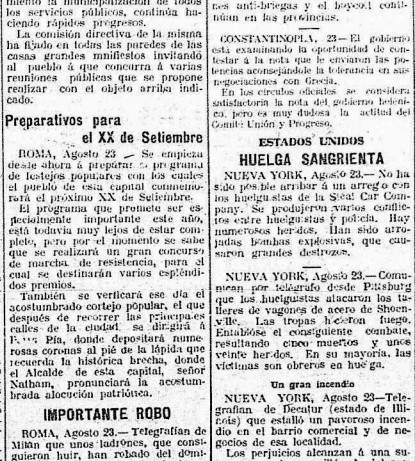 miento la municipalización de todos
los servicios públicos, continúa ha-
ciendo rápidos progresos.
La comisión directiva de la misma
ha fijado en todas las paredes de las
casas grandes mnifiestos invitando
al pueblo á que concurra á varias
reuniones públicas que se propone
realizar con el objeto arriba indi-
cado.
Preparativos para
el XX de Setiembre
ROMA, Agosto 23 — Se empieza
desde ahora á preparar el programa
de festejos populares con los cuales
el pueblo de esta capital conmemo-
rará el próximo XX de Setiembre.
El programa que promete ser es-
pecialmente importante este año,
está todavía muy lejos de estar com-
pleto, pero por el momento se sabe
que se realizará un gran concurso
de marcha de resistencia, para el
cual se destinarán varios espléndi-
dos premios.
También se verificará ese día el
acostumbrado cortejo popular, el que
después de recorrer las principales
calles de la ciudad, se dirigirá á
Pía, donde depositará nume-
rosas coronas al pié de la lápida que
recuerda la histórica brecha, donde
el Alcalde de esta capital, señor
Natham, pronunciará la acostum-
brada alocución patriótica.
IMPORTANTE ROBO
ROMA, Agosto 23.—Telegrafían de
Milán que unos ladrones, que consi-
guieron huir, han robado del domi-
nes anti-griegas y el boycott conti-
núan en las provincias.
CONSTANTINOPLA, 23.—El gobierno
está examinando la oportunidad de con-
testar á la nota que le enviaron las po-
tencias aconsejándole la tolerancia en sus
negociaciones con Grecia.
En los círculos oficiales se considera
satisfactoria la nota del gobierno heléni-
co, pero es muy dudosa la actitud del
Comité Unión y Progreso.
ESTADOS UNIDOS
HUELGA SANGRIENTA
NUEVA YORK, Agosto 23.—No ha
sido posible arribar á un arreglo con
los huelguistas de la Steal Car Com-
pany. Se produjeron varios conflic-
tos entre huelguistas y policía. Hay
numerosos heridos. Han sido arro-
jadas bombas explosivas, que cau-
saron grandes destrozos.
NUEVA YORK, Agosto 23.—Comuni-
can por telégrafo desde Pittsburg
que los huelguistas atacaron los ta-
lleres de vagones de acero de Shoen-
ville. Las tropas hicieron fuego.
Entablóse el consiguiente combate,
resultando cinco muertos y unos
veinte heridos. En su mayoría, las
víctimas son obreros en huelga.
Un gran incendio
NUEVA YORK, Agosto 23—Tele-
grafían de Decatur (estado de Illi-
nois) que estalló un pavoroso incendio
en el barrio comercial y de ne-
gocios de esa localidad.
Los perjuicios alcanzan á una su-